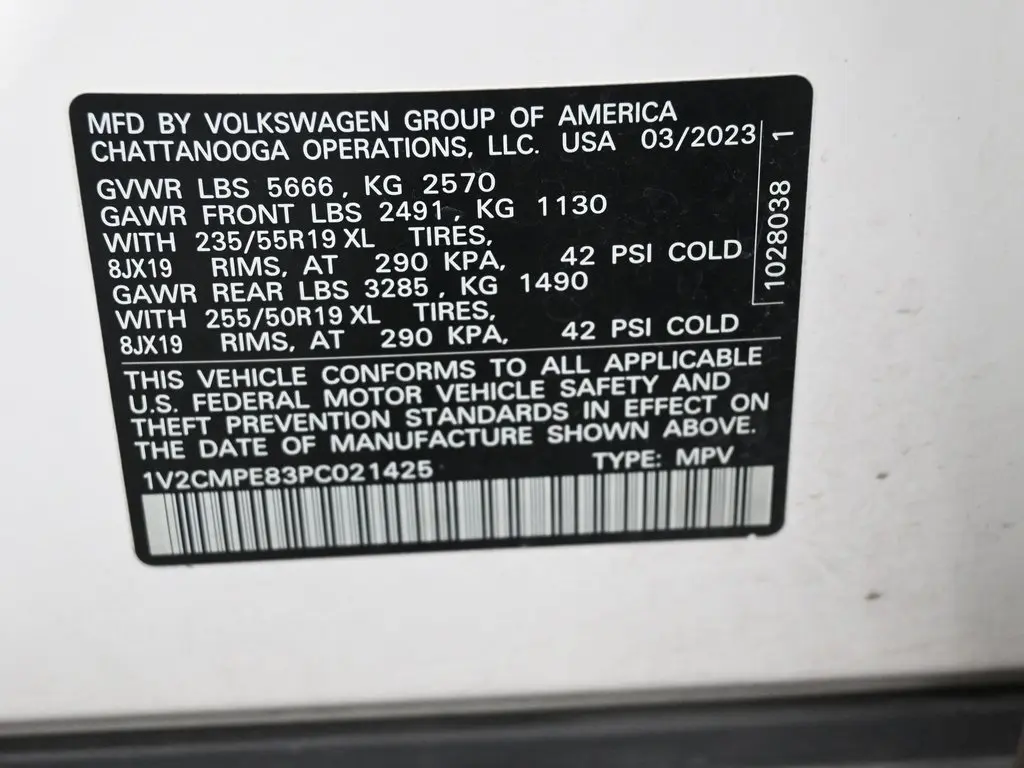 MFD BY VOLKSWAGEN GROUP OF AMERICA
CHATTANOOGA OPERATIONS, LLC. USA 03/2023
GVWR LBS 5666, KG 2570
GAWR FRONT LBS 2491, KG 1130
WITH 235/55R19 XL TIRES,
8JX19 RIMS, AT 290 KPA, 42 PSI COLD
GAWR REAR LBS 3285, KG 1490
WITH 255/50R19 XL TIRES,
8JX19 RIMS, AT 290 KPA, 42 PSI COLD
1028038 1
THIS VEHICLE CONFORMS TO ALL APPLICABLE
U.S. FEDERAL MOTOR VEHICLE SAFETY AND
THEFT PREVENTION STANDARDS IN EFFECT ON
THE DATE OF MANUFACTURE SHOWN ABOVE.
1V2CMPE83PC021425 TYPE: MPV